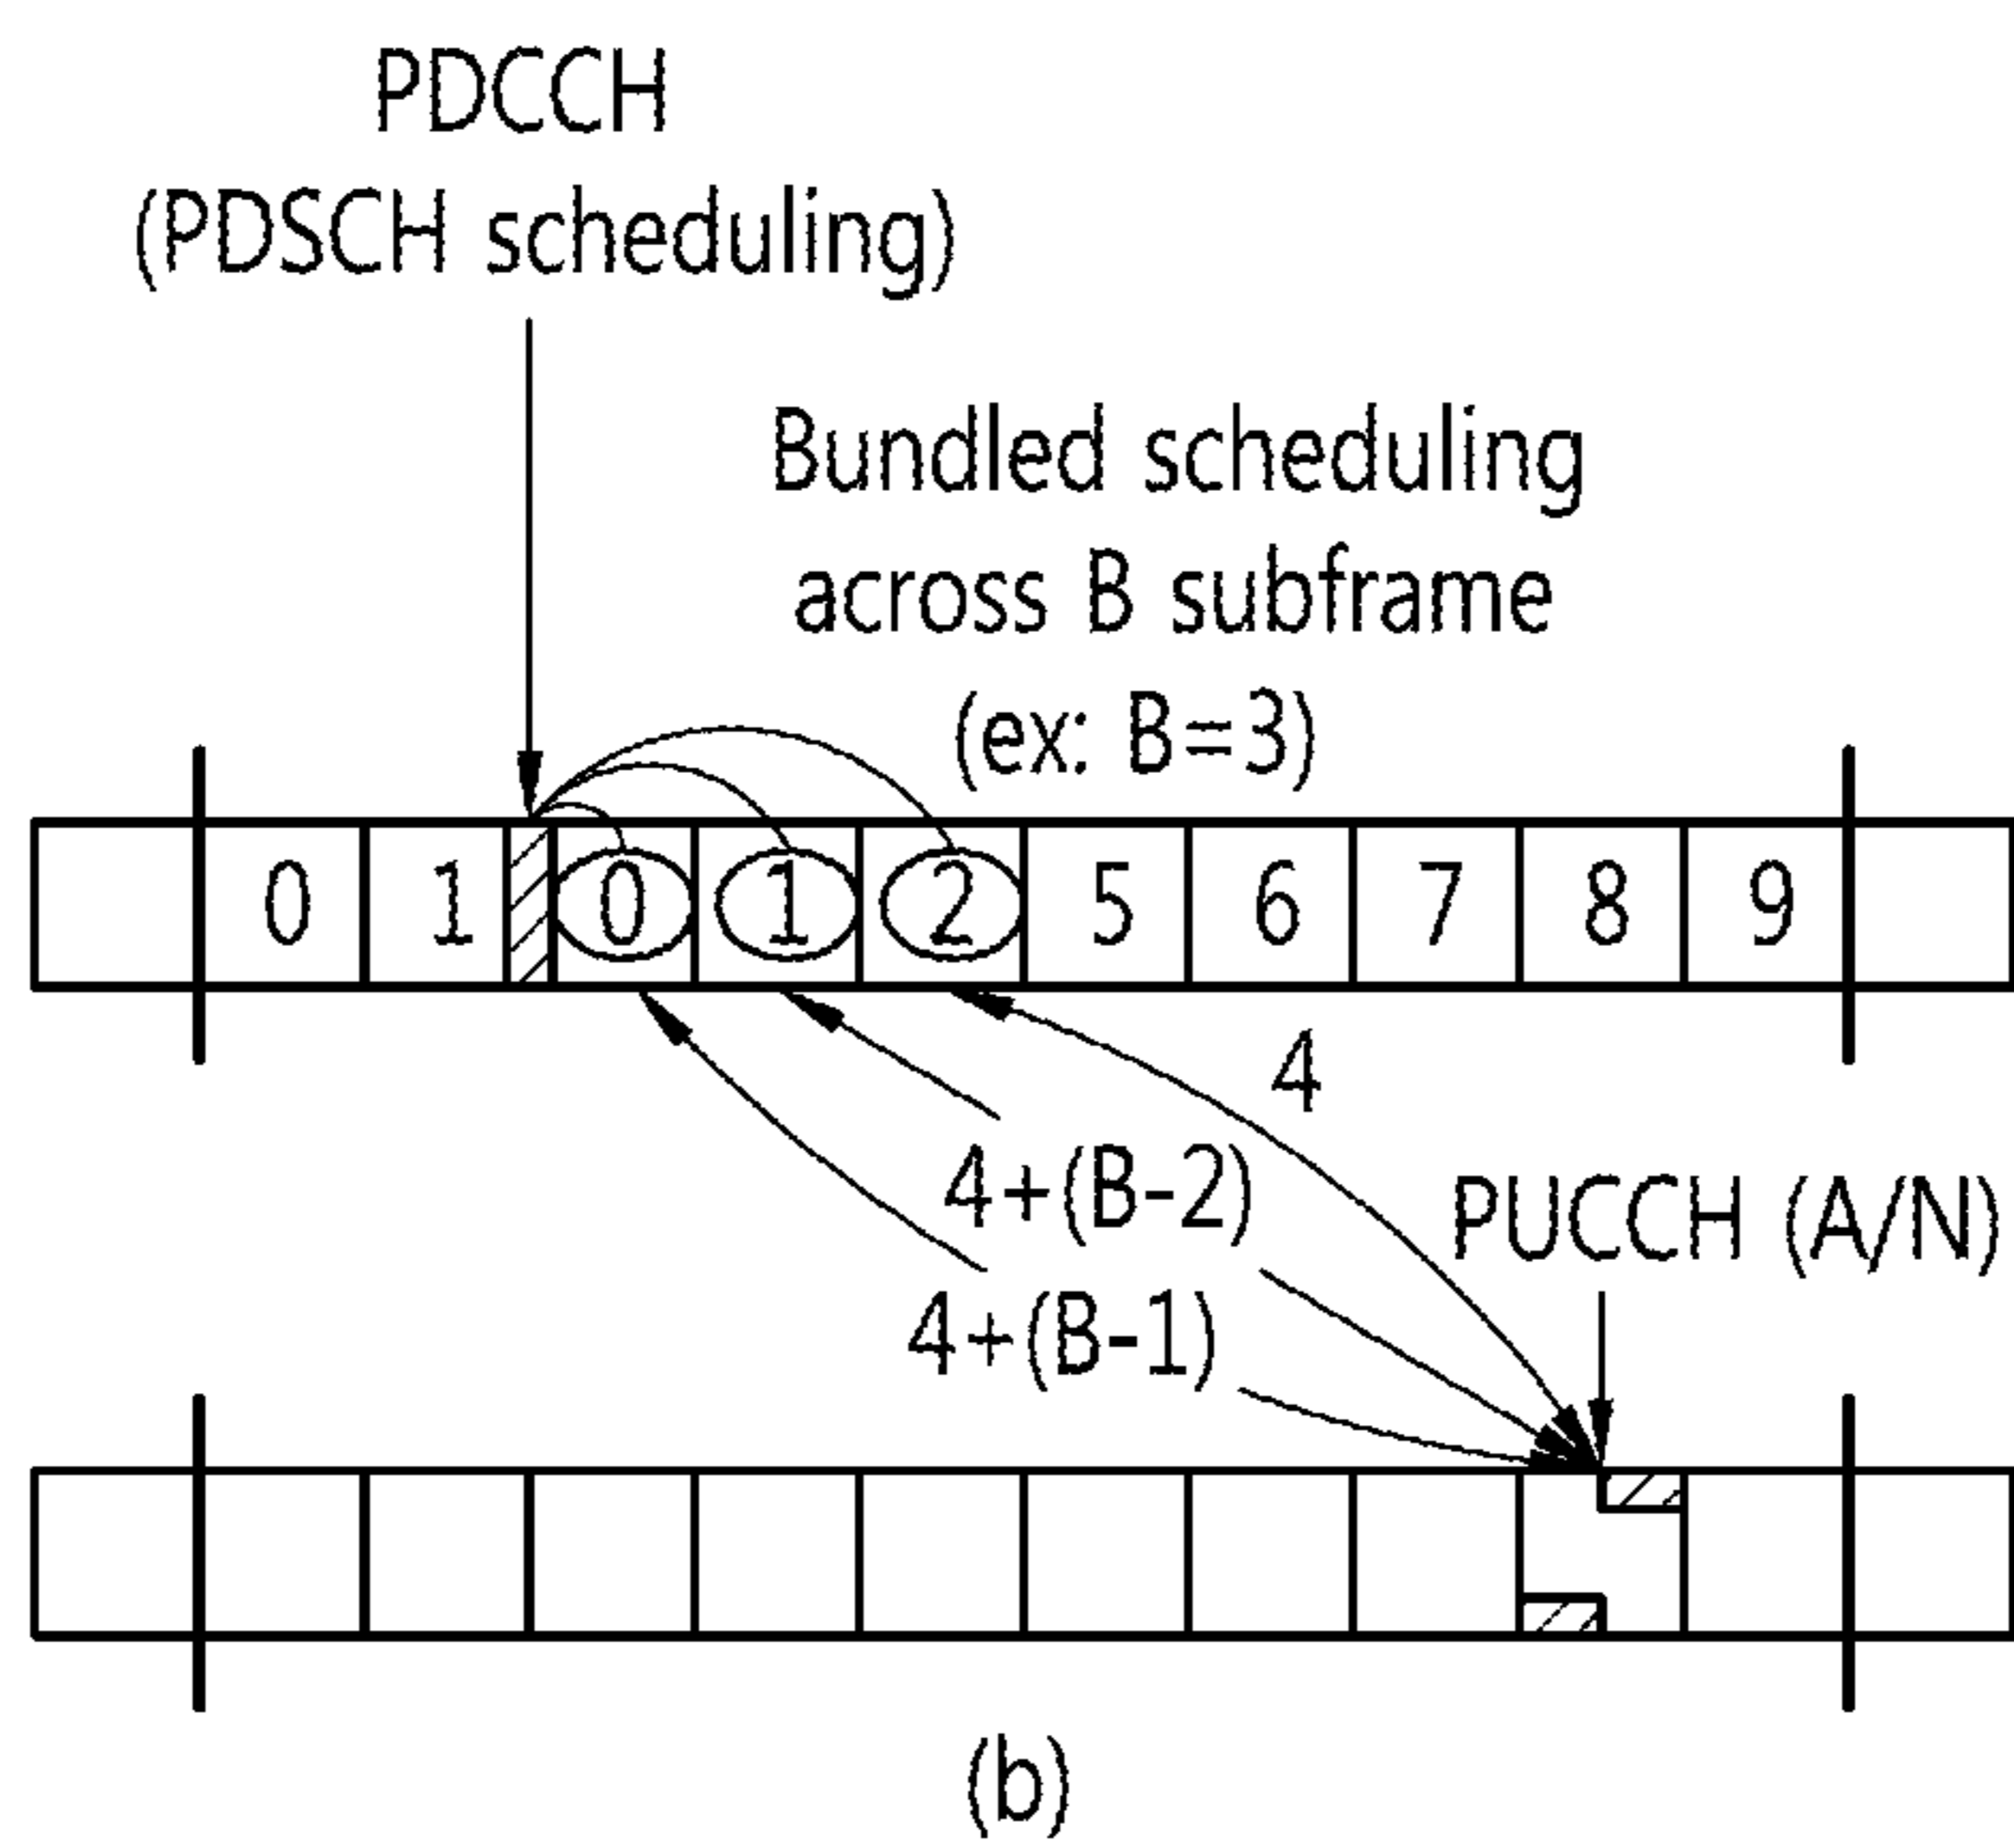 PDCCH
(PDSCH scheduling)
Bundled scheduling
across B subframe
(ex: B=3)
0 1 0 1 2 5 6 7 8 9
4
4+(B-2)
PUCCH (A/N)
4+(B-1)
(b)